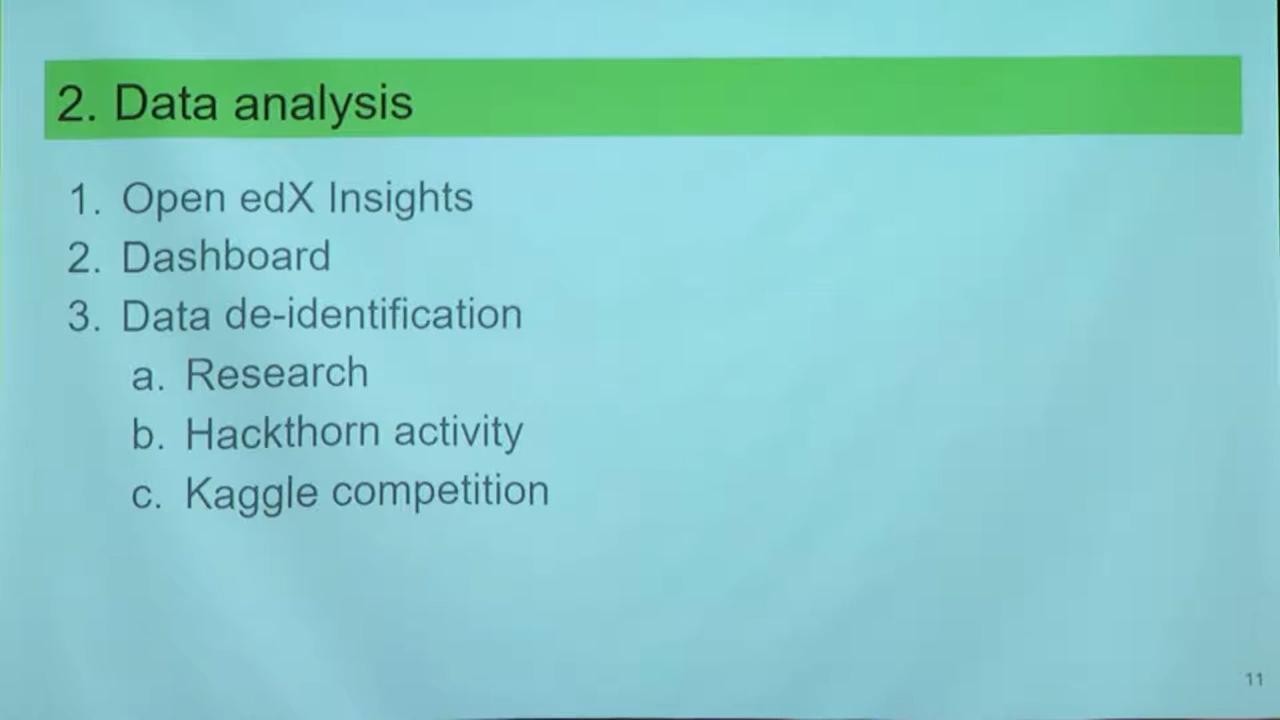 2. Data analysis
1. Open edX Insights
2. Dashboard
3. Data de-identification
a. Research
b. Hackthorn activity
c. Kaggle competition
11